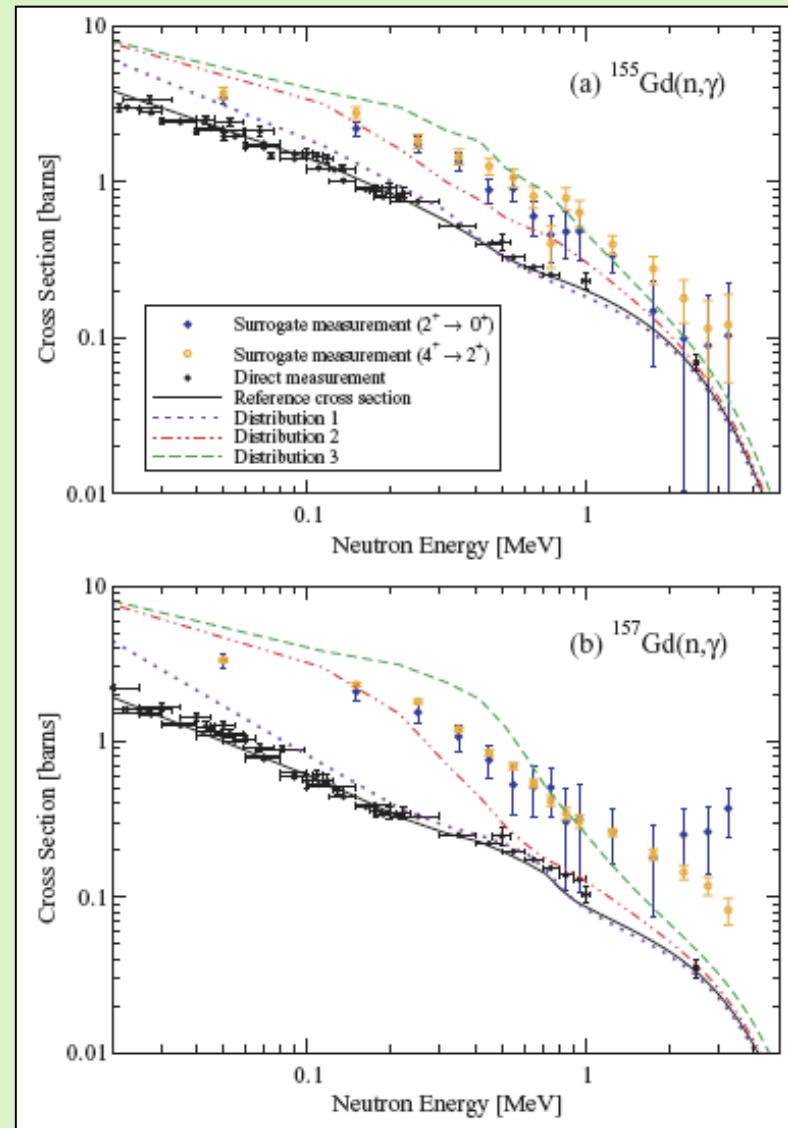 10
(a) ¹⁵⁵Gd(n,γ)
1
Cross Section [barns]
0.1
Surrogate measurement (2⁺ → 0⁺)
Surrogate measurement (4⁺ → 2⁺)
Direct measurement
Reference cross section
Distribution 1
Distribution 2
Distribution 3
0.01
0.1 1
Neutron Energy [MeV]
10
(b) ¹⁵⁷Gd(n,γ)
1
Cross Section [barns]
0.1
0.01
0.1 1
Neutron Energy [MeV]